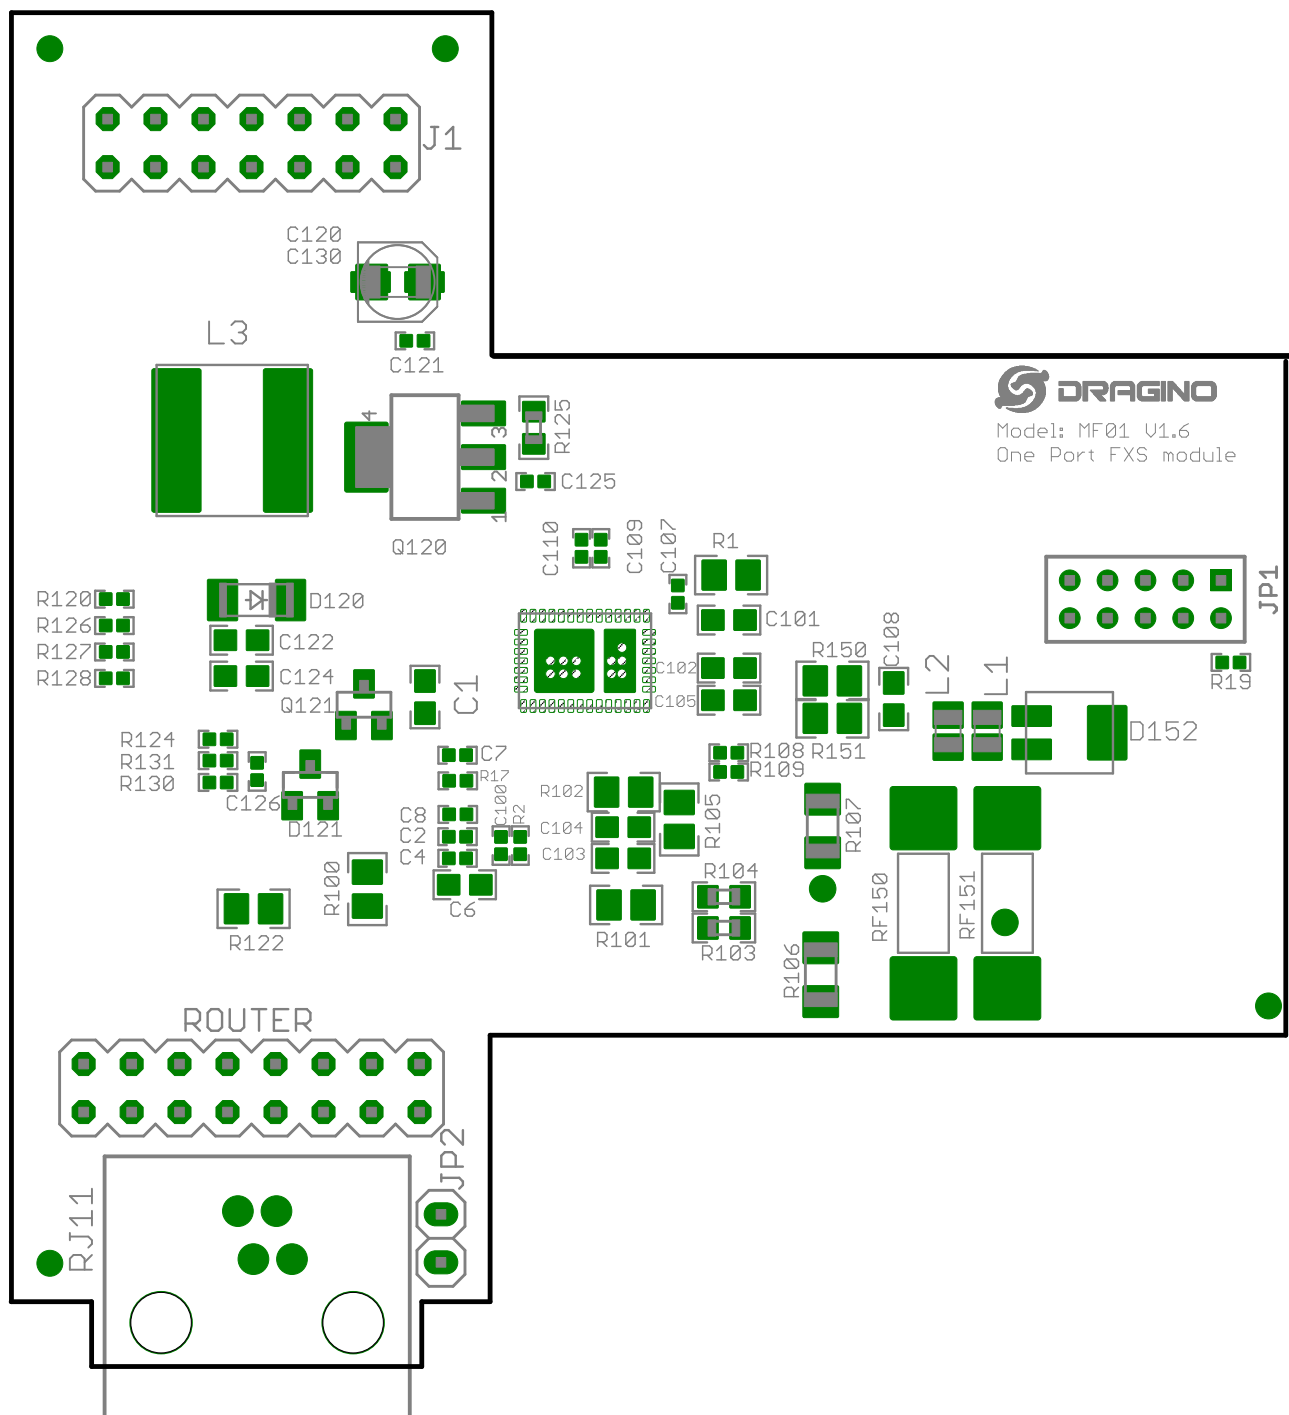 J1
C120
C130
L3
C121
DRAGINO
Model: MF01 V1.6
One Port FXS module
4
3
2
1
R125
C125
Q120
C110
C109
C107
R1
JP1
R120
R126
R127
R128
D120
C122
C124
Q121
C1
C101
C102
C105
R150
C108
L2
L1
R19
R124
R131
R130
C126
D121
C7
R17
C8
C2
C4
C100
R2
C6
R108
R109
R151
D152
R102
C104
C103
R105
R107
R100
R122
R101
R104
R103
R106
RF150
RF151
ROUTER
JP2
RJ11